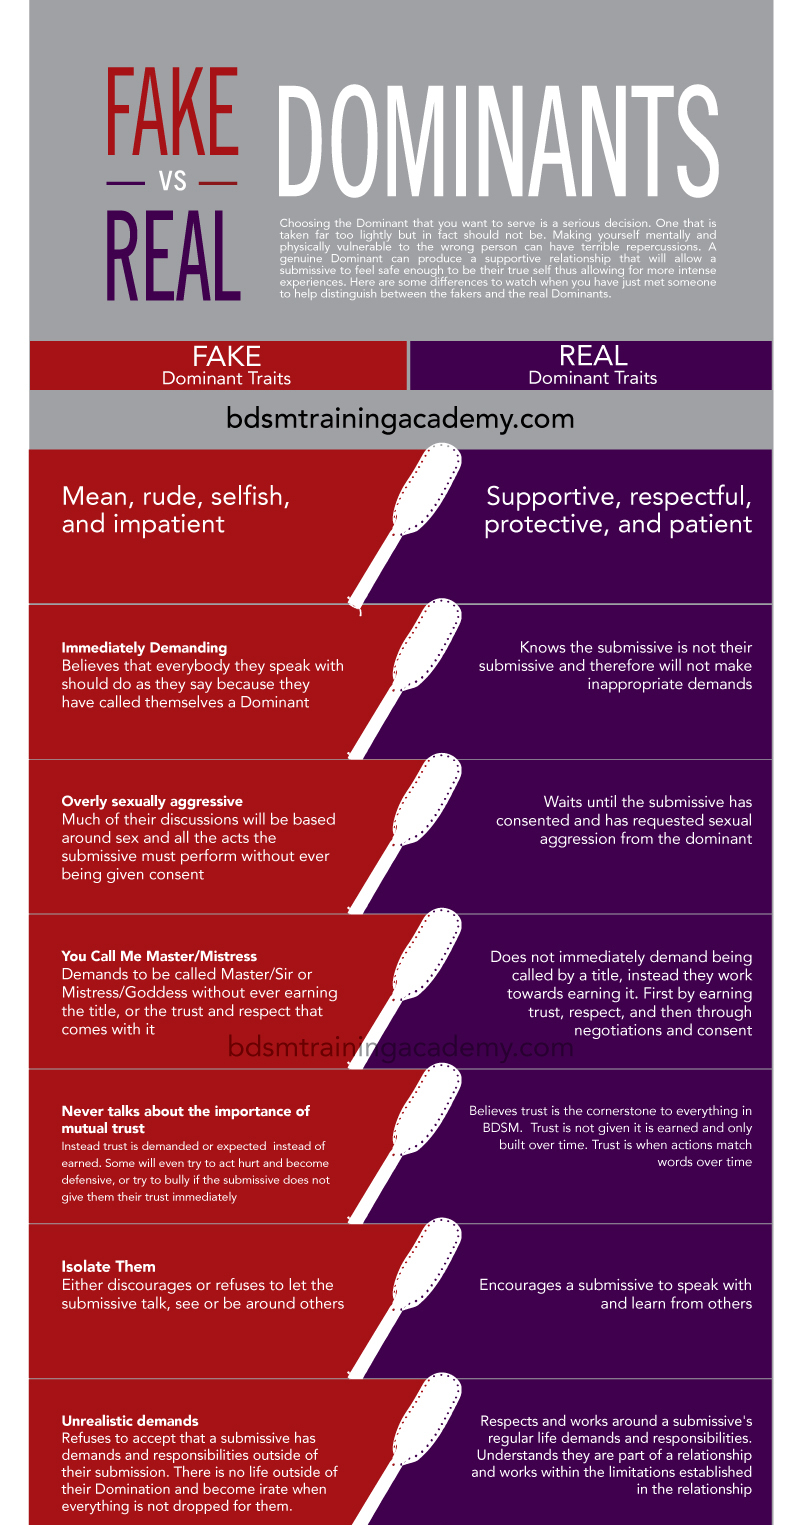 FAKE
VS
REAL
DOMINANTS
Choosing the Dominant that you want to serve is a serious decision. One that is
taken far too lightly but in fact should not be. Making yourself mentally and
physically vulnerable to the wrong person can have terrible repercussions. A
genuine Dominant can produce a supportive relationship that will allow a
submissive to feel safe enough to be their true self thus allowing for more intense
experiences. Here are some differences to watch when you have just met someone
to help distinguish between the fakers and the real Dominants.
FAKE
Dominant Traits
REAL
Dominant Traits
bdsmtrainingacademy.com
Mean, rude, selfish,
and impatient
Supportive, respectful,
protective, and patient
Immediately Demanding
Believes that everybody they speak with
should do as they say because they
have called themselves a Dominant
Knows the submissive is not their
submissive and therefore will not make
inappropriate demands
Overly sexually aggressive
Much of their discussions will be based
around sex and all the acts the
submissive must perform without ever
being given consent
Waits until the submissive has
consented and has requested sexual
aggression from the dominant
You Call Me Master/Mistress
Demands to be called Master/Sir or
Mistress/Goddess without ever earning
the title, or the trust and respect that
comes with it
Does not immediately demand being
called by a title, instead they work
towards earning it. First by earning
trust, respect, and then through
negotiations and consent
bdsmtrainingacademy.com
Never talks about the importance of
mutual trust
Instead trust is demanded or expected instead of
earned. Some will even try to act hurt and become
defensive, or try to bully if the submissive does not
give them their trust immediately
Believes trust is the cornerstone to everything in
BDSM. Trust is not given it is earned and only
built over time. Trust is when actions match
words over time
Isolate Them
Either discourages or refuses to let the
submissive talk, see or be around others
Encourages a submissive to speak with
and learn from others
Unrealistic demands
Refuses to accept that a submissive has
demands and responsibilities outside of
their submission. There is no life outside of
their Domination and become irate when
everything is not dropped for them.
Respects and works around a submissive's
regular life demands and responsibilities.
Understands they are part of a relationship
and works within the limitations established
in the relationship